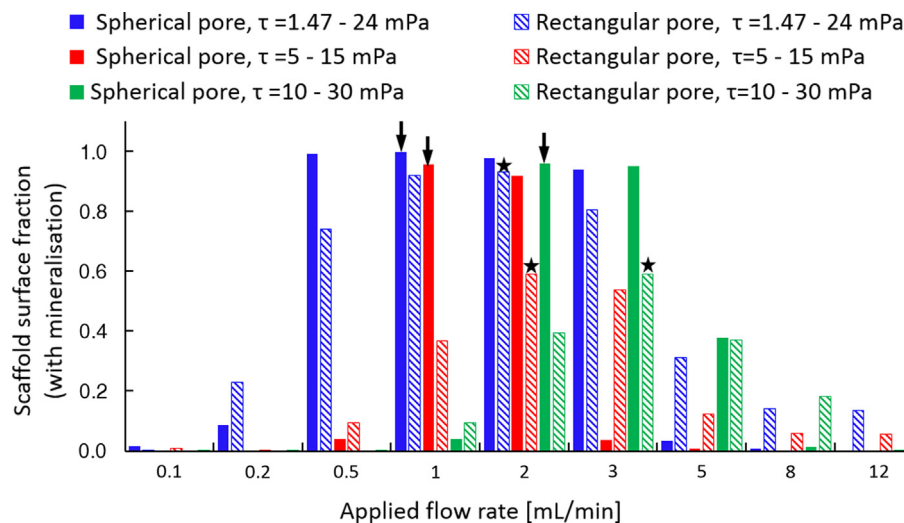 Spherical pore, τ=1.47 - 24 mPa
Rectangular pore, τ=1.47 - 24 mPa
Spherical pore, τ=5 - 15 mPa
Rectangular pore, τ=5 - 15 mPa
Spherical pore, τ=10 - 30 mPa
Rectangular pore, τ=10 - 30 mPa
Scaffold surface fraction
(with mineralisation)
1.0
0.8
0.6
0.4
0.2
0.0
0.1 0.2 0.5 1 2 3 5 8 12
Applied flow rate [mL/min]